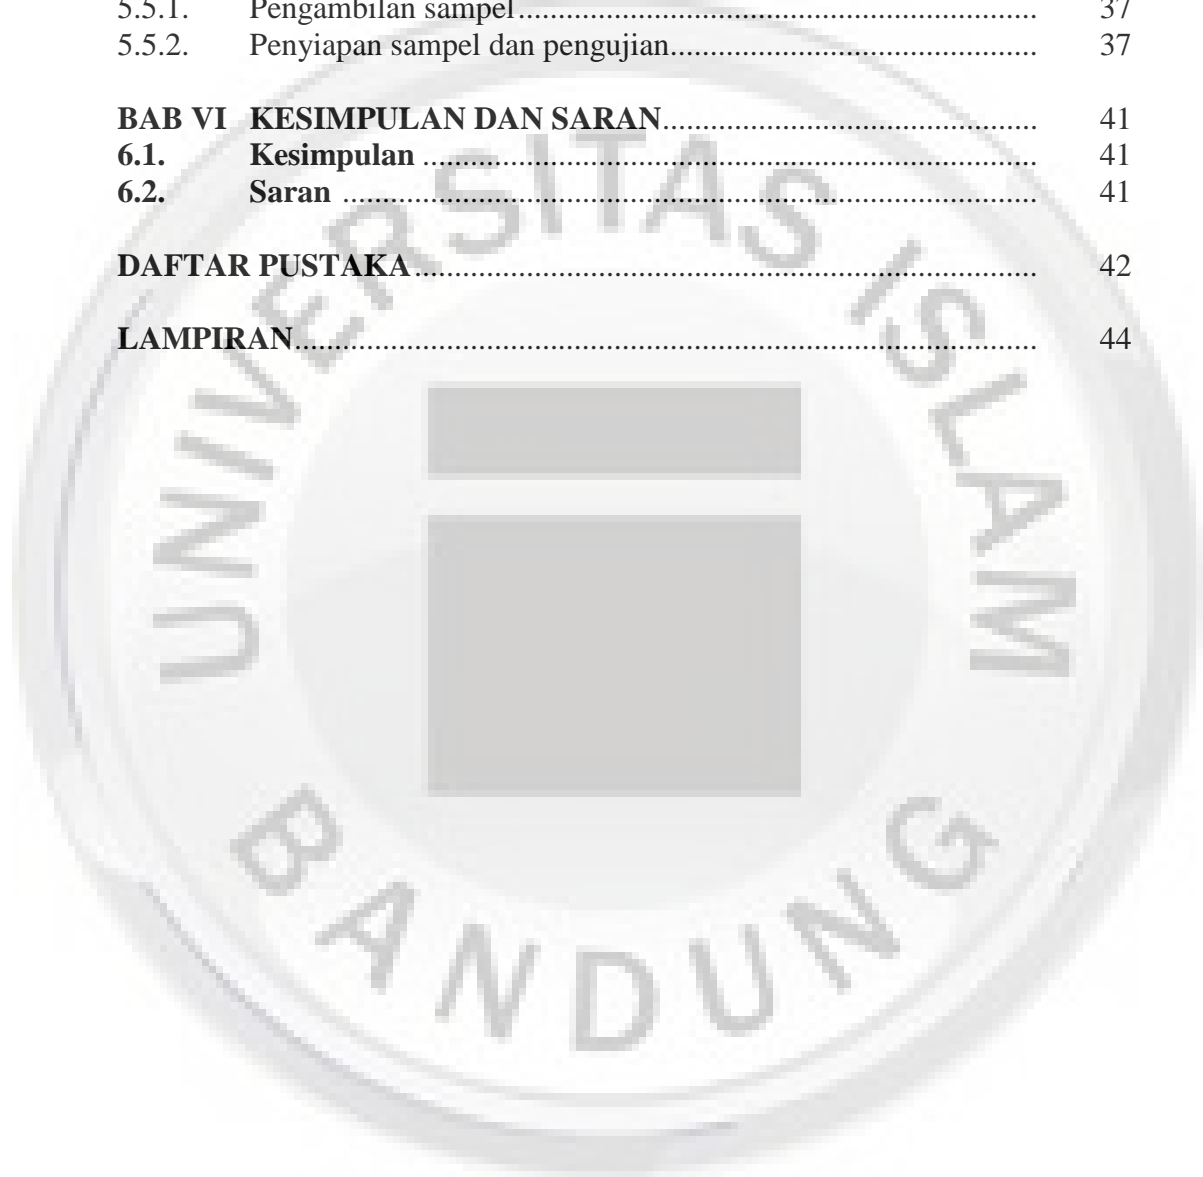 5.5.1. Pengambilan sampel.......................................................................... 37
5.5.2. Penyiapan sampel dan pengujian.............................................. 37
BAB VI KESIMPULAN DAN SARAN............................................... 41
6.1. Kesimpulan ............................................................................. 41
6.2. Saran ....................................................................................... 41
DAFTAR PUSTAKA.............................................................................. 42
LAMPIRAN............................................................................................. 44
UNIVERSITAS ISLAM
BANDUNG